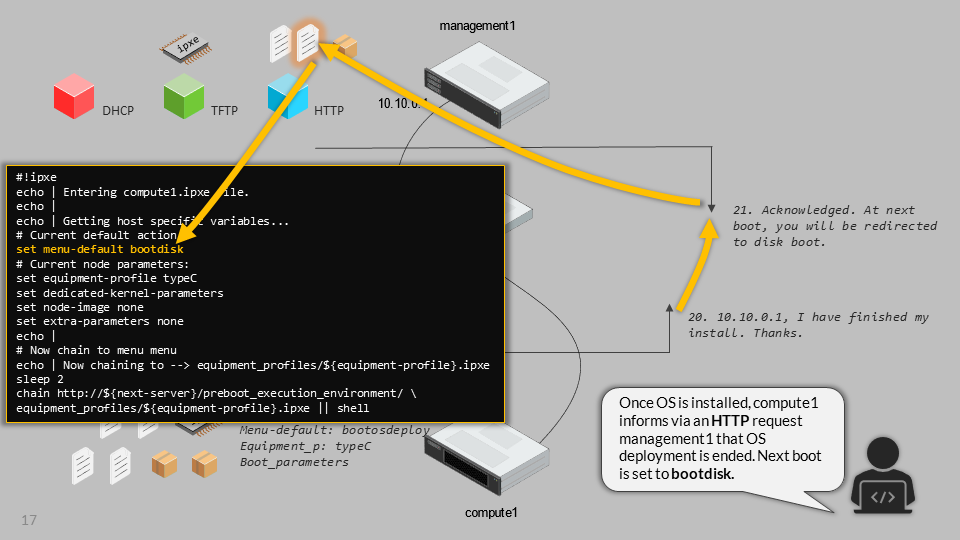 management1
ipxe
10.10.0.1
DHCP
TFTP
HTTP
#!ipxe
echo | Entering compute1.ipxe file.
echo |
echo | Getting host specific variables...
# Current default action
set menu-default bootdisk
# Current node parameters:
set equipment-profile typeC
set dedicated-kernel-parameters
set node-image none
set extra-parameters none
echo |
# Now chain to menu menu
echo | Now chaining to --> equipment_profiles/${equipment-profile}.ipxe
sleep 2
chain http://${next-server}/preboot_execution_environment/ \
equipment_profiles/${equipment-profile}.ipxe || shell
21. Acknowledged. At next
boot, you will be redirected
to disk boot.
20. 10.10.0.1, I have finished my
install. Thanks.
Menu-default: bootosdeploy
Equipment_p: typeC
Boot_parameters
Once OS is installed, compute1
informs via an HTTP request
management1 that OS
deployment is ended. Next boot
is set to bootdisk.
compute1
17